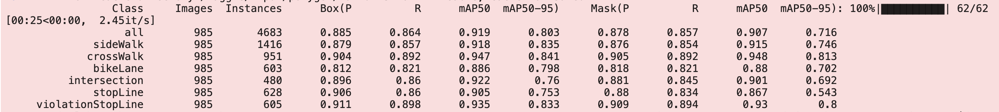 Class Images Instances Box(P R mAP50 mAP50-95) Mask(P R mAP50 mAP50-95): 100%|██████████| 62/62
[00:25<00:00, 2.45it/s]
all 985 4683 0.885 0.864 0.919 0.803 0.878 0.857 0.907 0.716
sideWalk 985 1416 0.879 0.857 0.918 0.835 0.876 0.854 0.915 0.746
crossWalk 985 951 0.904 0.892 0.947 0.841 0.905 0.892 0.948 0.813
bikeLane 985 603 0.812 0.821 0.886 0.798 0.818 0.821 0.88 0.702
intersection 985 480 0.896 0.86 0.922 0.76 0.881 0.845 0.901 0.692
stopLine 985 628 0.906 0.86 0.905 0.753 0.88 0.834 0.867 0.543
violationStopLine 985 605 0.911 0.898 0.935 0.833 0.909 0.894 0.93 0.8